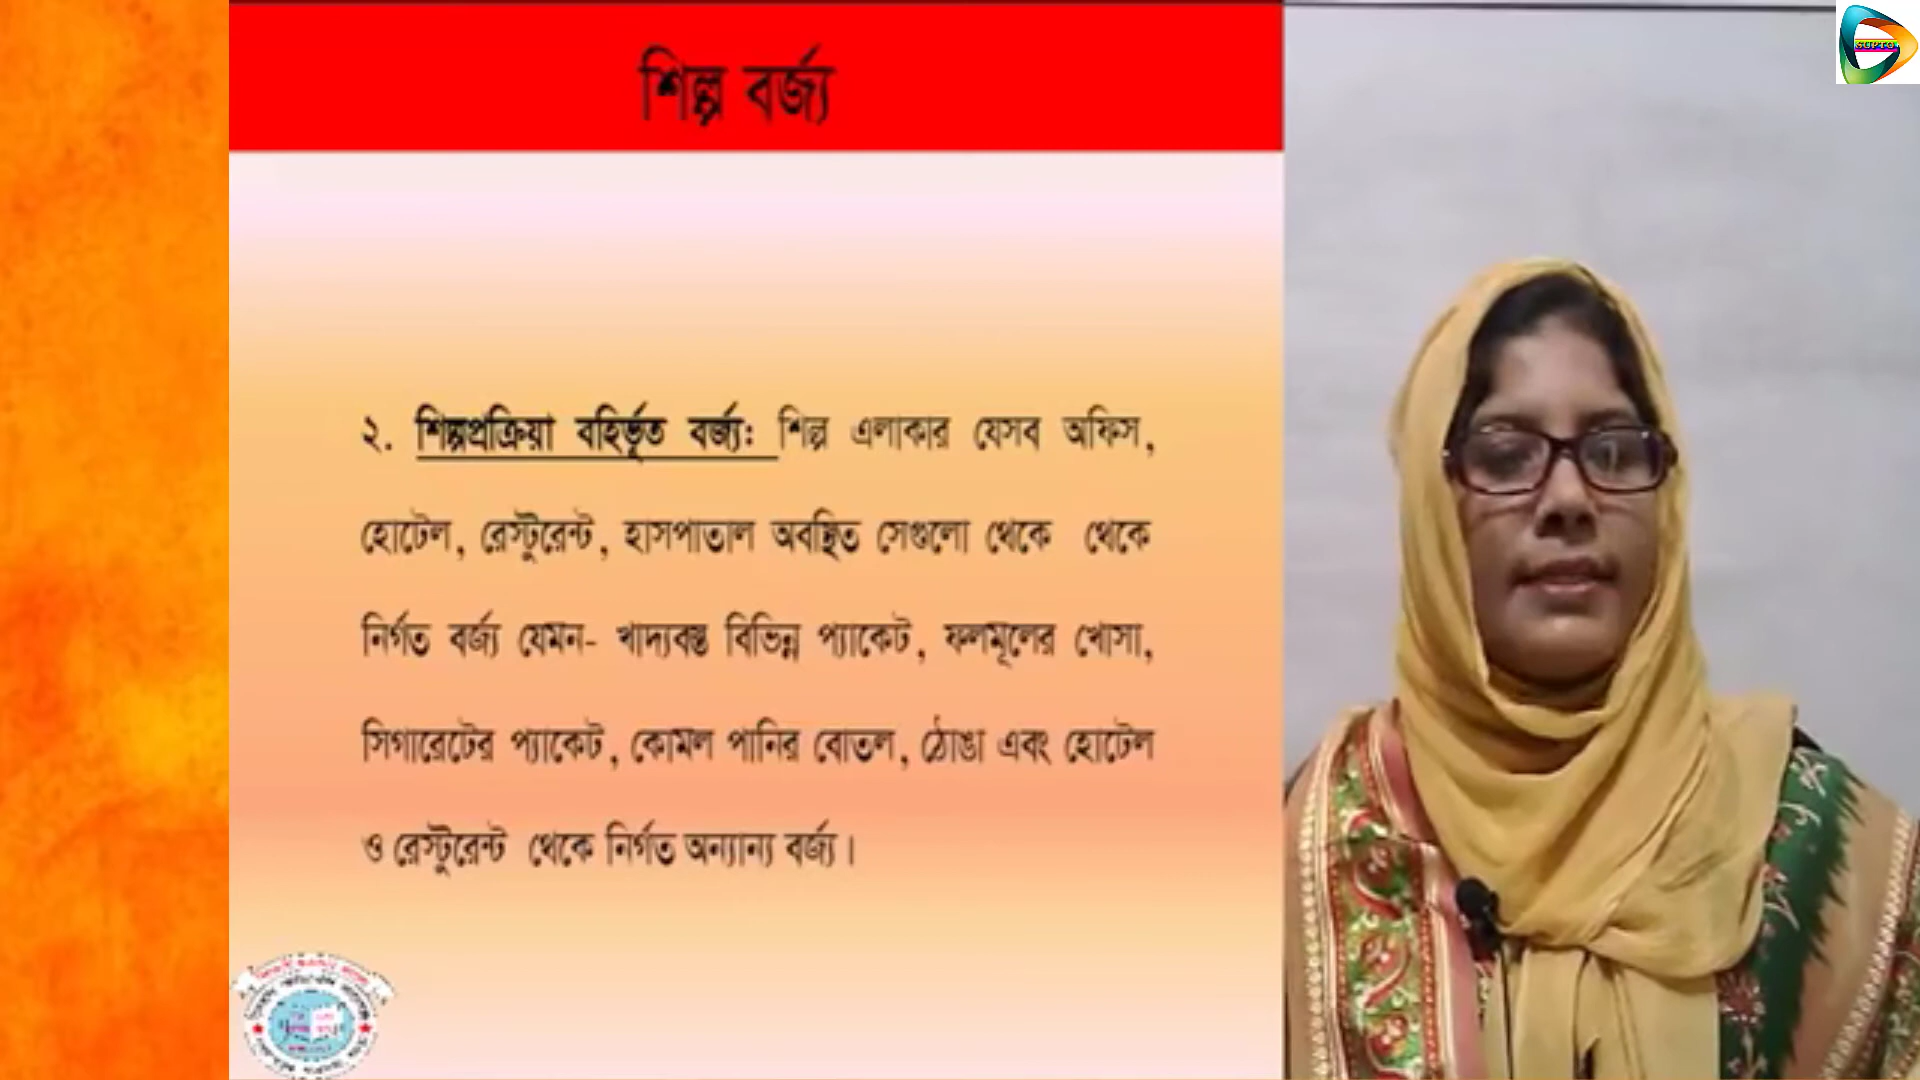 শিল্প বর্জ্য
২. শিল্পপ্রক্রিয়া বহির্ভূত বর্জ্য: শিল্প এলাকার যেসব অফিস,
হোটেল, রেস্টুরেন্ট, হাসপাতাল অবস্থিত সেগুলো থেকে থেকে
নির্গত বর্জ্য যেমন- খাদ্যবস্তু বিভিন্ন প্যাকেট, ফলমূলের খোসা,
সিগারেটের প্যাকেট, কোমল পানির বোতল, ঠোঙা এবং হোটেল
ও রেস্টুরেন্ট থেকে নির্গত অন্যান্য বর্জ্য।
SUPTO